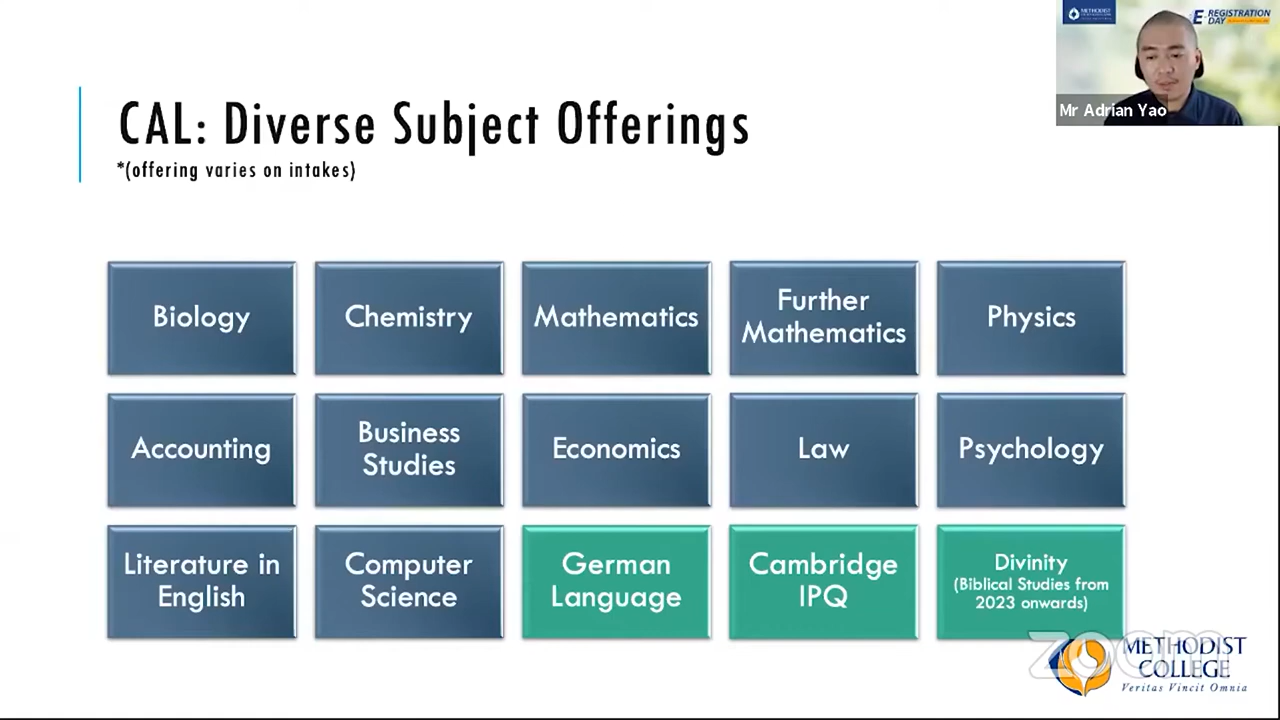 METHODIST
E-REGISTRATION
DAY
Mr Adrian Yao
CAL: Diverse Subject Offerings
*(offering varies on intakes)
Biology
Chemistry
Mathematics
Further
Mathematics
Physics
Accounting
Business
Studies
Economics
Law
Psychology
Literature in
English
Computer
Science
German
Language
Cambridge
IPQ
Divinity
(Biblical Studies from
2023 onwards)
zoom
METHODIST
COLLEGE
Veritas Vincit Omnia